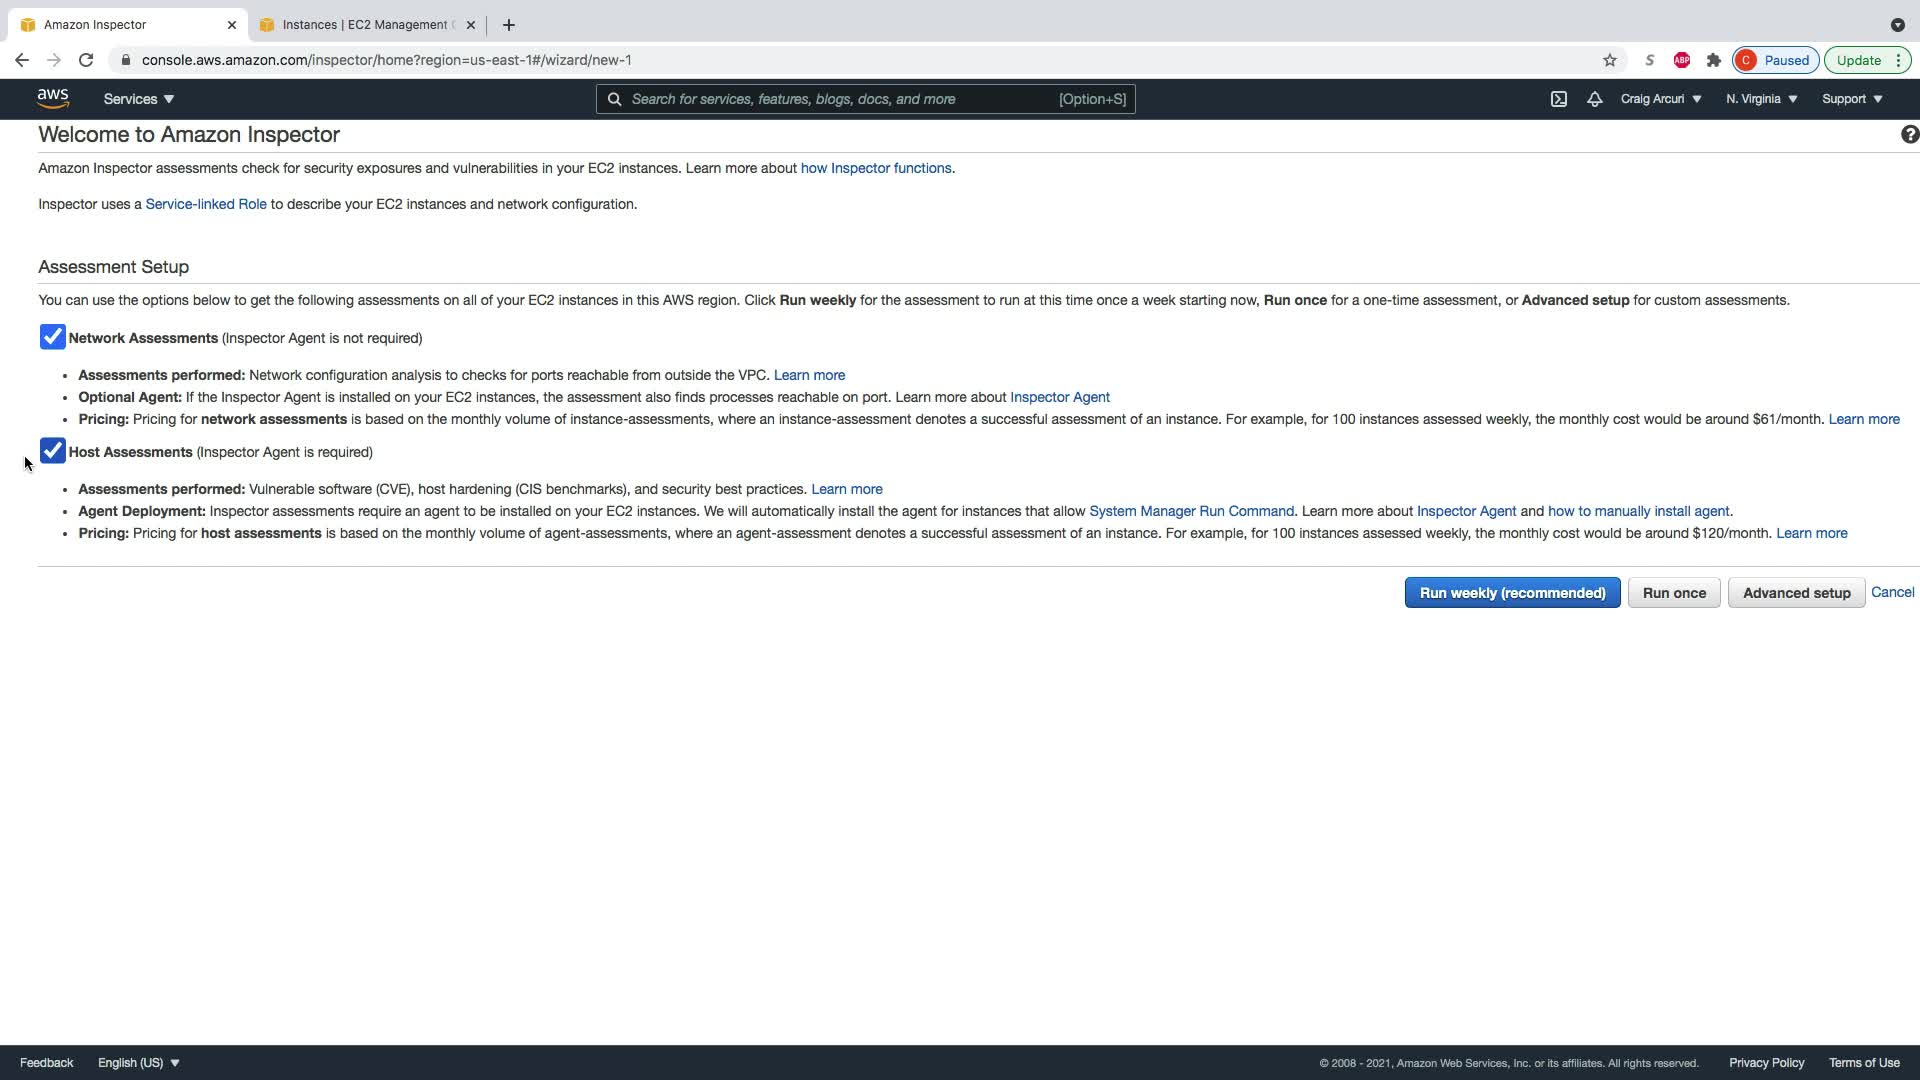 Amazon Inspector
Instances | EC2 Management
console.aws.amazon.com/inspector/home?region=us-east-1#/wizard/new-1
S
ABP
C Paused
Update
aws
Services
Search for services, features, blogs, docs, and more [Option+S]
Craig Arcuri
N. Virginia
Support
Welcome to Amazon Inspector
?
Amazon Inspector assessments check for security exposures and vulnerabilities in your EC2 instances. Learn more about how Inspector functions.
Inspector uses a Service-linked Role to describe your EC2 instances and network configuration.
Assessment Setup
You can use the options below to get the following assessments on all of your EC2 instances in this AWS region. Click Run weekly for the assessment to run at this time once a week starting now, Run once for a one-time assessment, or Advanced setup for custom assessments.
Network Assessments (Inspector Agent is not required)
• Assessments performed: Network configuration analysis to checks for ports reachable from outside the VPC. Learn more
• Optional Agent: If the Inspector Agent is installed on your EC2 instances, the assessment also finds processes reachable on port. Learn more about Inspector Agent
• Pricing: Pricing for network assessments is based on the monthly volume of instance-assessments, where an instance-assessment denotes a successful assessment of an instance. For example, for 100 instances assessed weekly, the monthly cost would be around $61/month. Learn more
Host Assessments (Inspector Agent is required)
• Assessments performed: Vulnerable software (CVE), host hardening (CIS benchmarks), and security best practices. Learn more
• Agent Deployment: Inspector assessments require an agent to be installed on your EC2 instances. We will automatically install the agent for instances that allow System Manager Run Command. Learn more about Inspector Agent and how to manually install agent.
• Pricing: Pricing for host assessments is based on the monthly volume of agent-assessments, where an agent-assessment denotes a successful assessment of an instance. For example, for 100 instances assessed weekly, the monthly cost would be around $120/month. Learn more
Run weekly (recommended)
Run once
Advanced setup
Cancel
Feedback
English (US)
© 2008 - 2021, Amazon Web Services, Inc. or its affiliates. All rights reserved.
Privacy Policy
Terms of Use